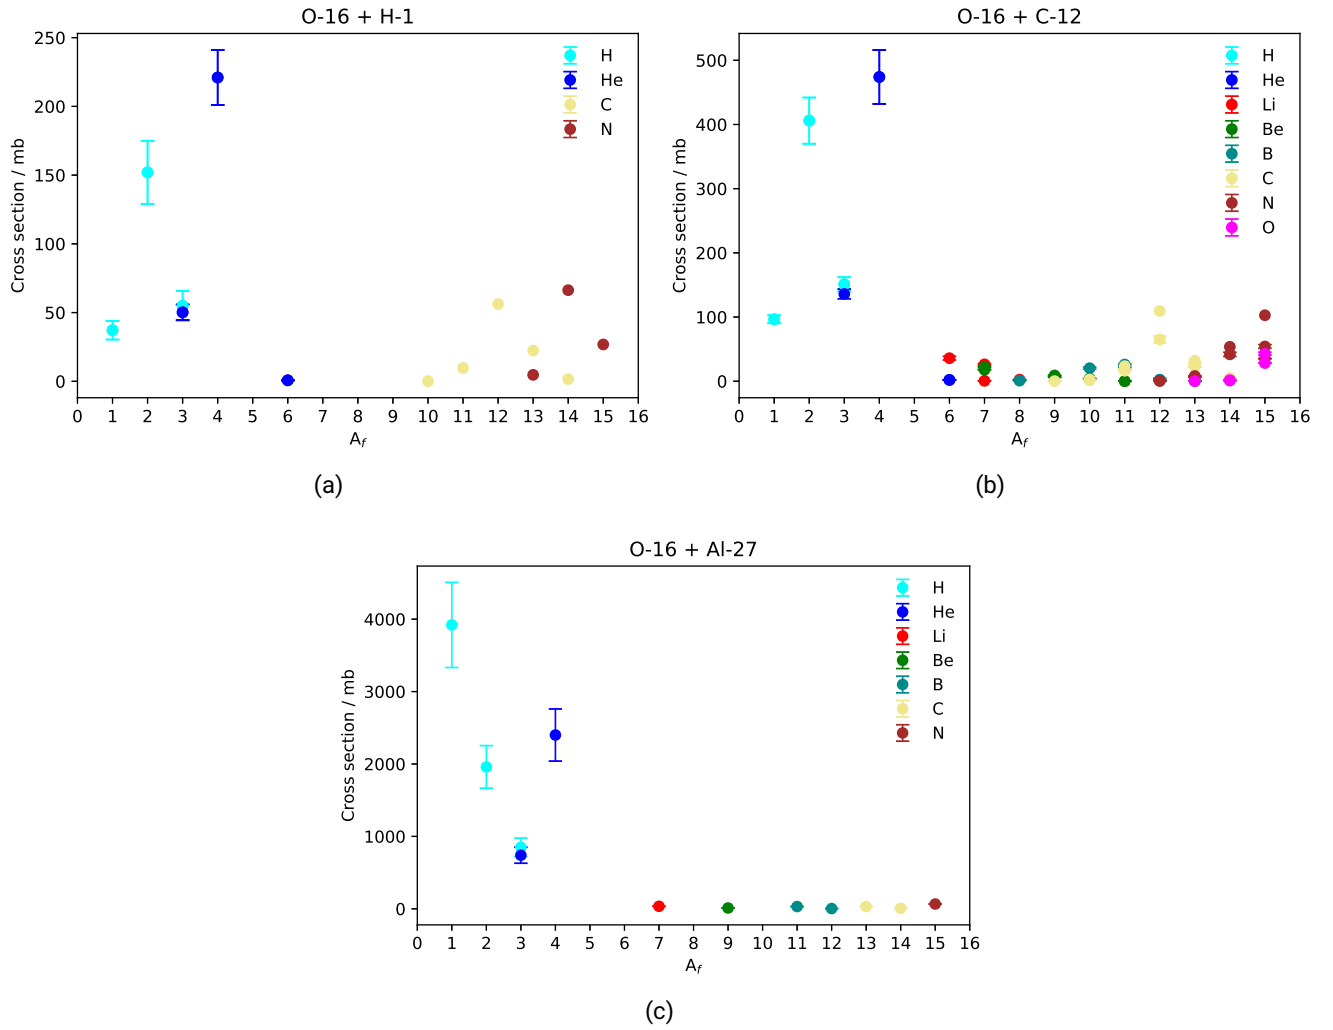 O-16 + H-1
Cross section / mb
250
200
150
100
50
0
0 1 2 3 4 5 6 7 8 9 10 11 12 13 14 15 16
A_f
H
He
C
N
(a)
O-16 + C-12
Cross section / mb
500
400
300
200
100
0
0 1 2 3 4 5 6 7 8 9 10 11 12 13 14 15 16
A_f
H
He
Li
Be
B
C
N
O
(b)
O-16 + Al-27
Cross section / mb
4000
3000
2000
1000
0
0 1 2 3 4 5 6 7 8 9 10 11 12 13 14 15 16
A_f
H
He
Li
Be
B
C
N
(c)